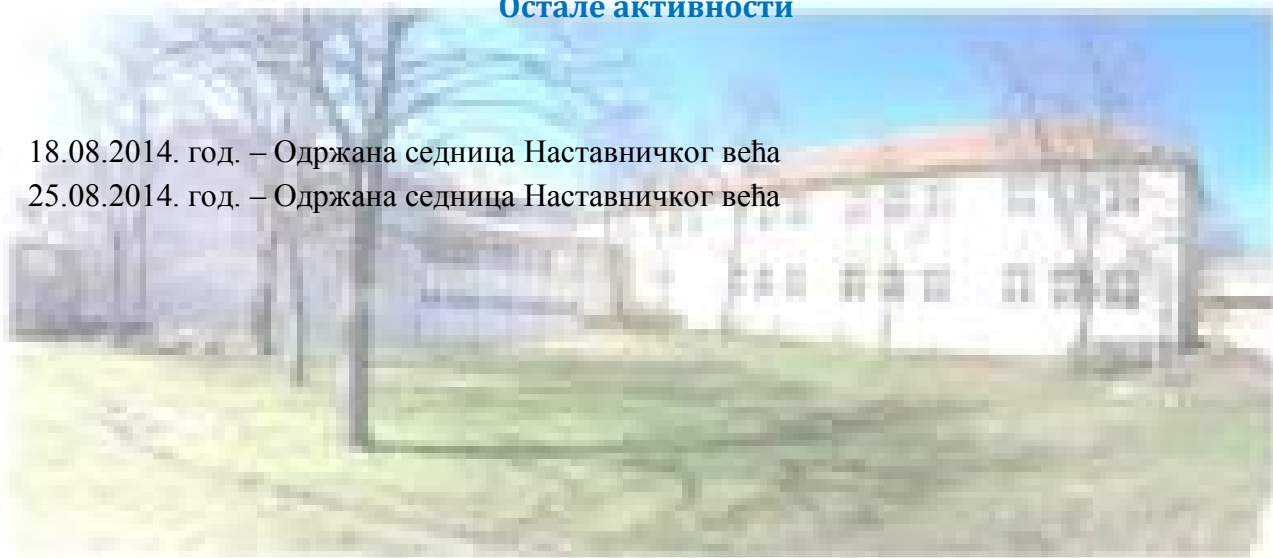 Остале активности
18.08.2014. год. – Одржана седница Наставничког већа
25.08.2014. год. – Одржана седница Наставничког већа